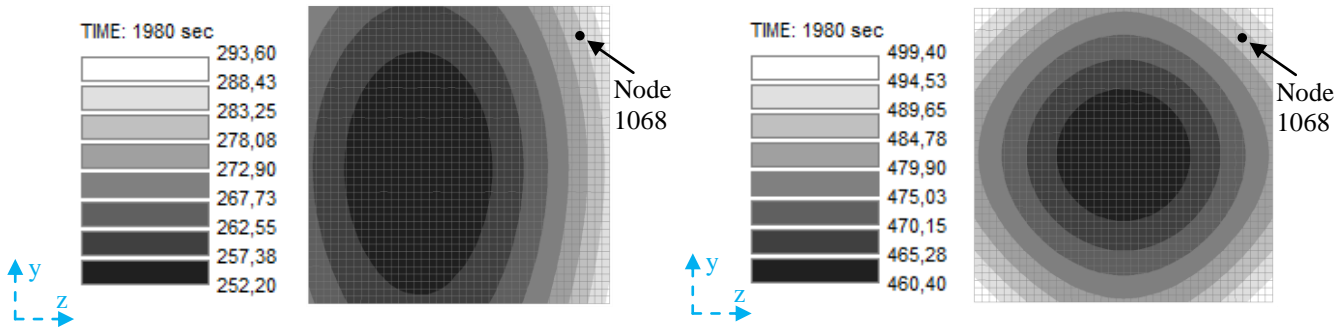 TIME: 1980 sec
293,60
288,43
283,25
278,08
272,90
267,73
262,55
257,38
252,20
Node
1068
y
z
TIME: 1980 sec
499,40
494,53
489,65
484,78
479,90
475,03
470,15
465,28
460,40
Node
1068
y
z